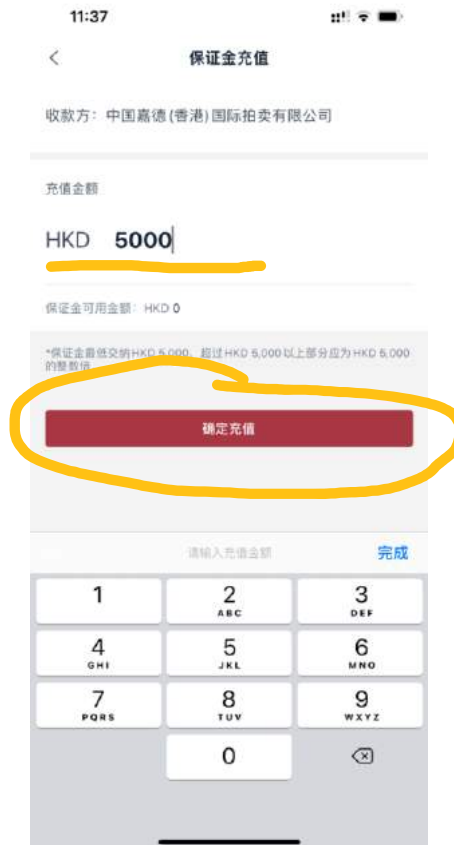 11:37
保证金充值
收款方：中国嘉德(香港)国际拍卖有限公司
充值金额
HKD 5000
保证金可用金额：HKD 0
*保证金最低交纳HKD 5,000，超过HKD 5,000以上部分应为HKD 5,000
的整数倍
确定充值
请输入充值金额 完成
1 2 3
ABC DEF
4 5 6
GHI JKL MNO
7 8 9
PQRS TUV WXYZ
0